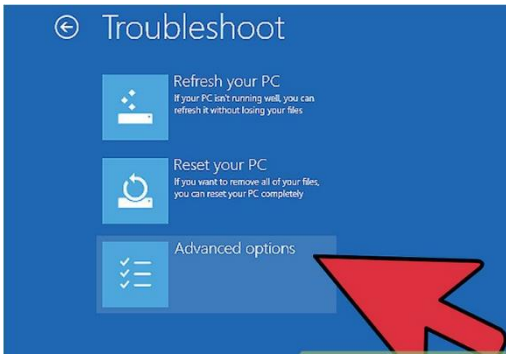 Troubleshoot
Refresh your PC
If your PC isn't running well, you can
refresh it without losing your files
Reset your PC
If you want to remove all of your files,
you can reset your PC completely
Advanced options